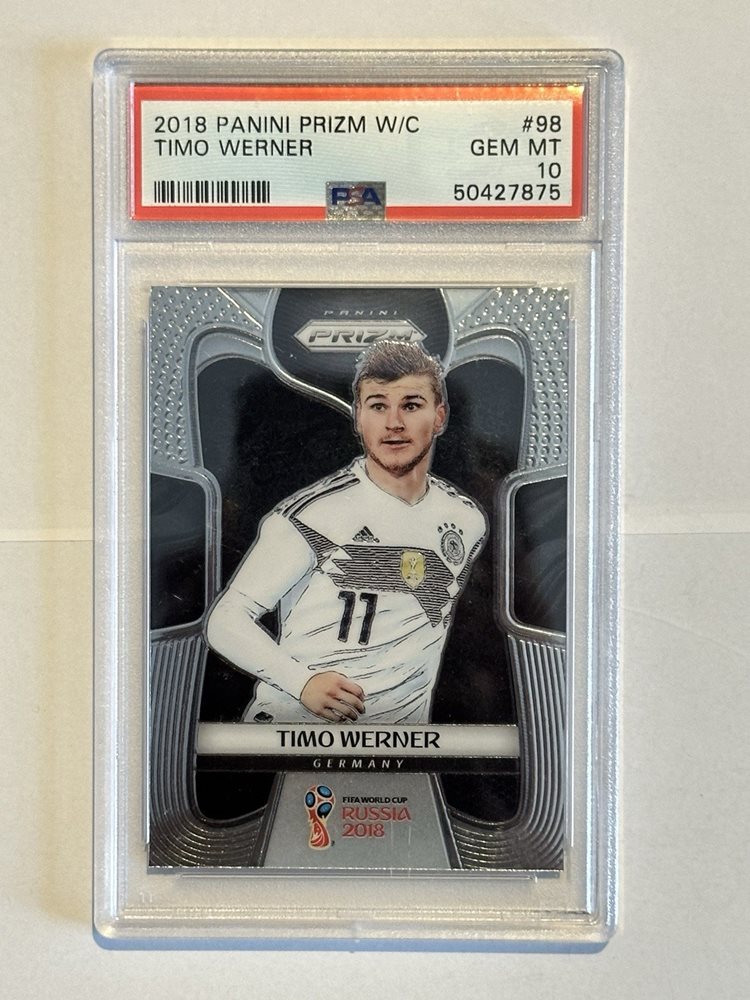 2018 PANINI PRIZM W/C #98
TIMO WERNER GEM MT
10
PSA 50427875
PANINI
PRIZM
adidas
11
TIMO WERNER
GERMANY
FIFA WORLD CUP
RUSSIA
2018